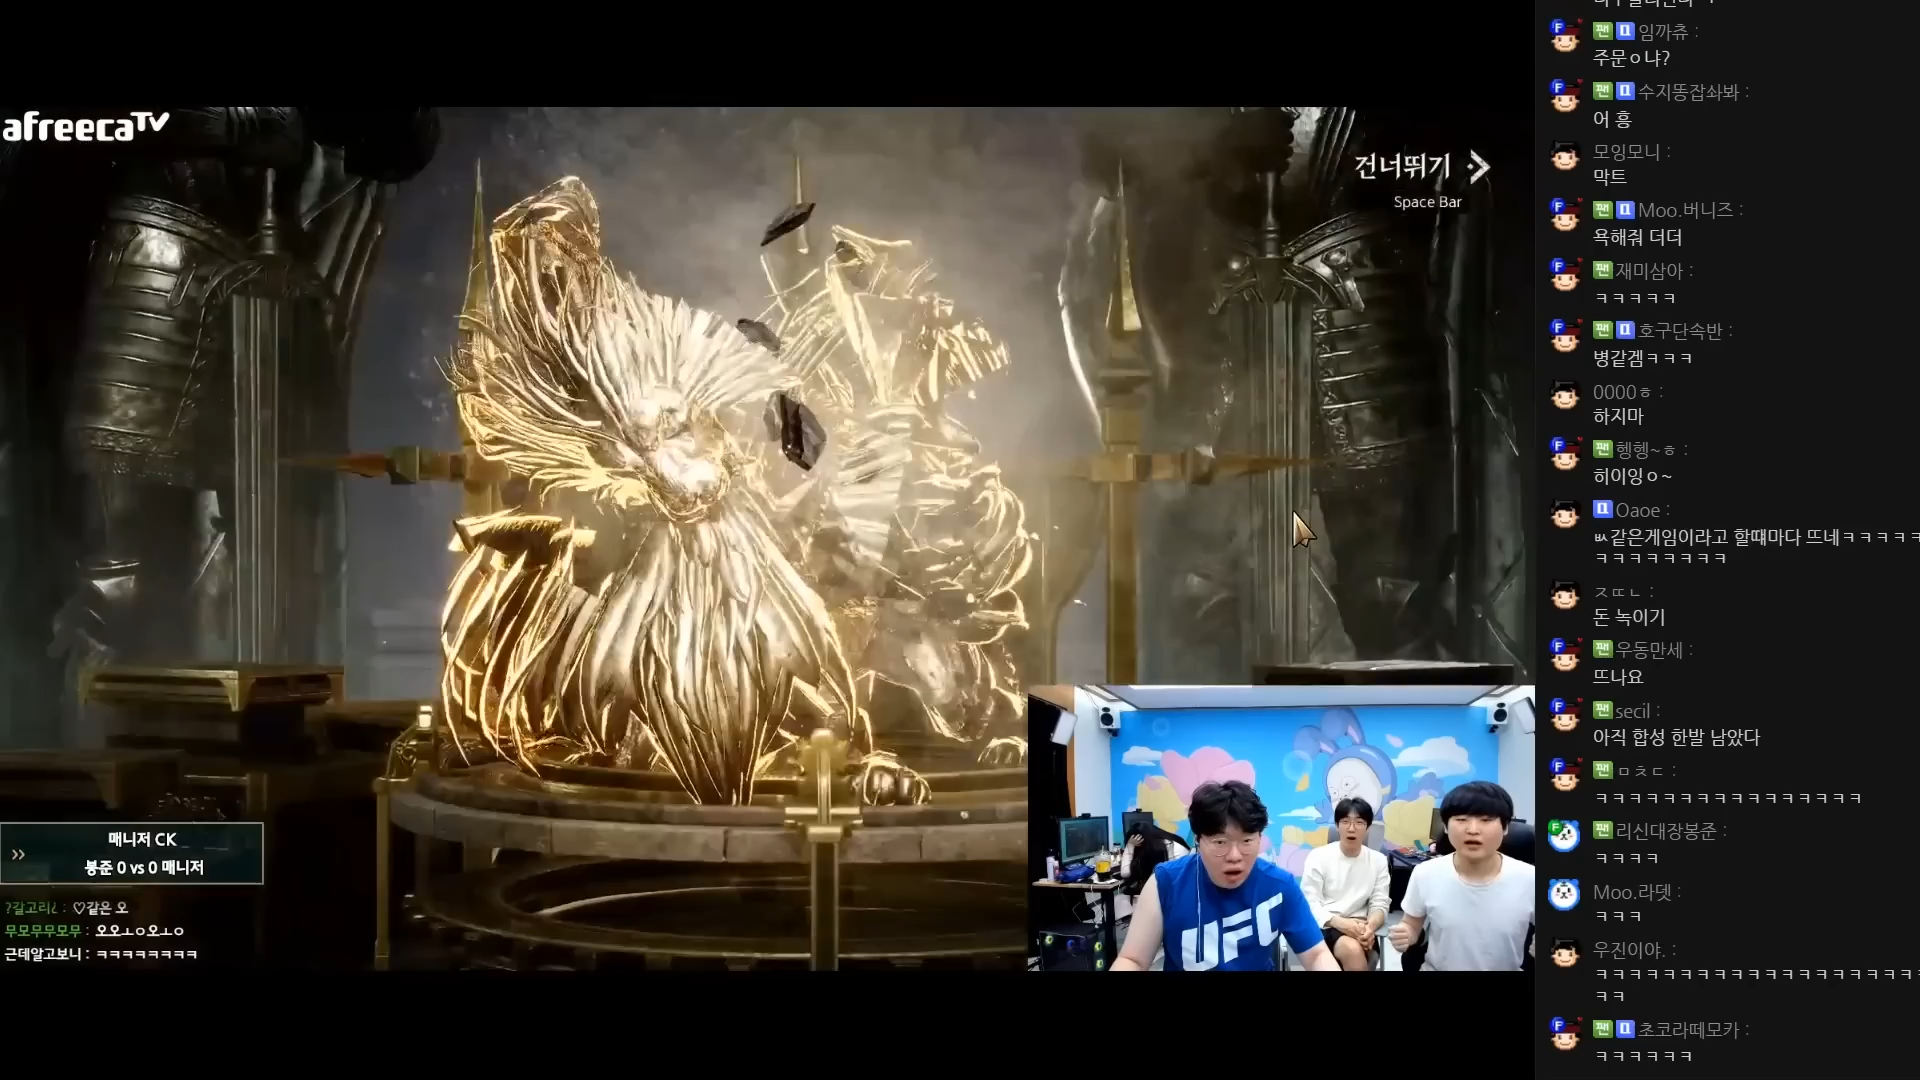 afreecaTV
건너뛰기
Space Bar
매니저 CK
봉준 0 vs 0 매니저
?갈고리¿ : ♡같은 오
무모무무모무 : 오오ㅗㅇ오ㅗㅇ
근데알고보니 : ㅋㅋㅋㅋㅋㅋㅋㅋ
UFC
팬 임까츄 :
주문ㅇ냐?
팬 수지똥잡솨봐 :
어 흥
모잉모니 :
막트
팬 Moo.버니즈 :
욕해줘 더더
팬 재미삼아 :
ㅋㅋㅋㅋㅋ
팬 호구단속반 :
병같겜ㅋㅋㅋ
0000ㅎ :
하지마
팬 헹헹~ㅎ :
히이잉ㅇ~
Oaoe :
ㅄ같은게임이라고 할떄마다 뜨네ㅋㅋㅋㅋㅋ
ㅋㅋㅋㅋㅋㅋㅋㅋ
ㅈㄸㄴ :
돈 녹이기
팬 우동만세 :
뜨나요
팬 secil :
아직 합성 한발 남았다
팬 ㅁㅊㄷ :
ㅋㅋㅋㅋㅋㅋㅋㅋㅋㅋㅋㅋㅋㅋㅋㅋ
팬 리신대장봉준 :
ㅋㅋㅋㅋ
Moo.라뎃 :
ㅋㅋㅋ
우진이야. :
ㅋㅋㅋㅋㅋㅋㅋㅋㅋㅋㅋㅋㅋㅋㅋㅋㅋㅋㅋㅋ
ㅋㅋ
팬 초코라떼모카 :
ㅋㅋㅋㅋㅋㅋ